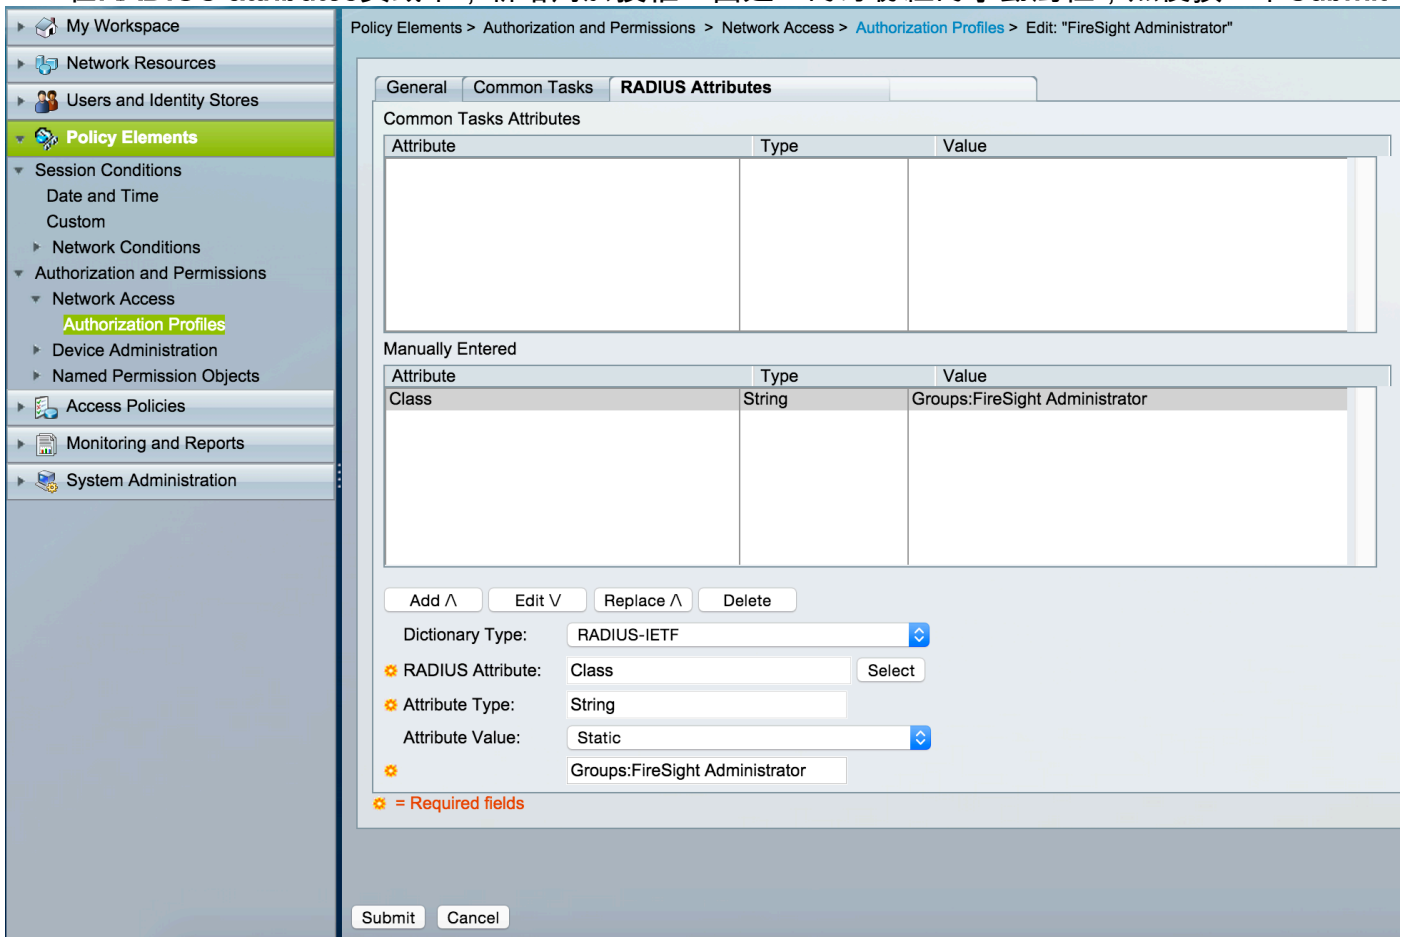 My Workspace
Policy Elements > Authorization and Permissions > Network Access > Authorization Profiles > Edit: "FireSight Administrator"
Network Resources
Users and Identity Stores
Policy Elements
Session Conditions
Date and Time
Custom
Network Conditions
Authorization and Permissions
Network Access
Authorization Profiles
Device Administration
Named Permission Objects
Access Policies
Monitoring and Reports
System Administration
General Common Tasks RADIUS Attributes
Common Tasks Attributes
Attribute Type Value
Manually Entered
Attribute Type Value
Class String Groups:FireSight Administrator
Add /\ Edit \/ Replace /\ Delete
Dictionary Type: RADIUS-IETF
RADIUS Attribute: Class Select
Attribute Type: String
Attribute Value: Static
Groups:FireSight Administrator
= Required fields
Submit Cancel